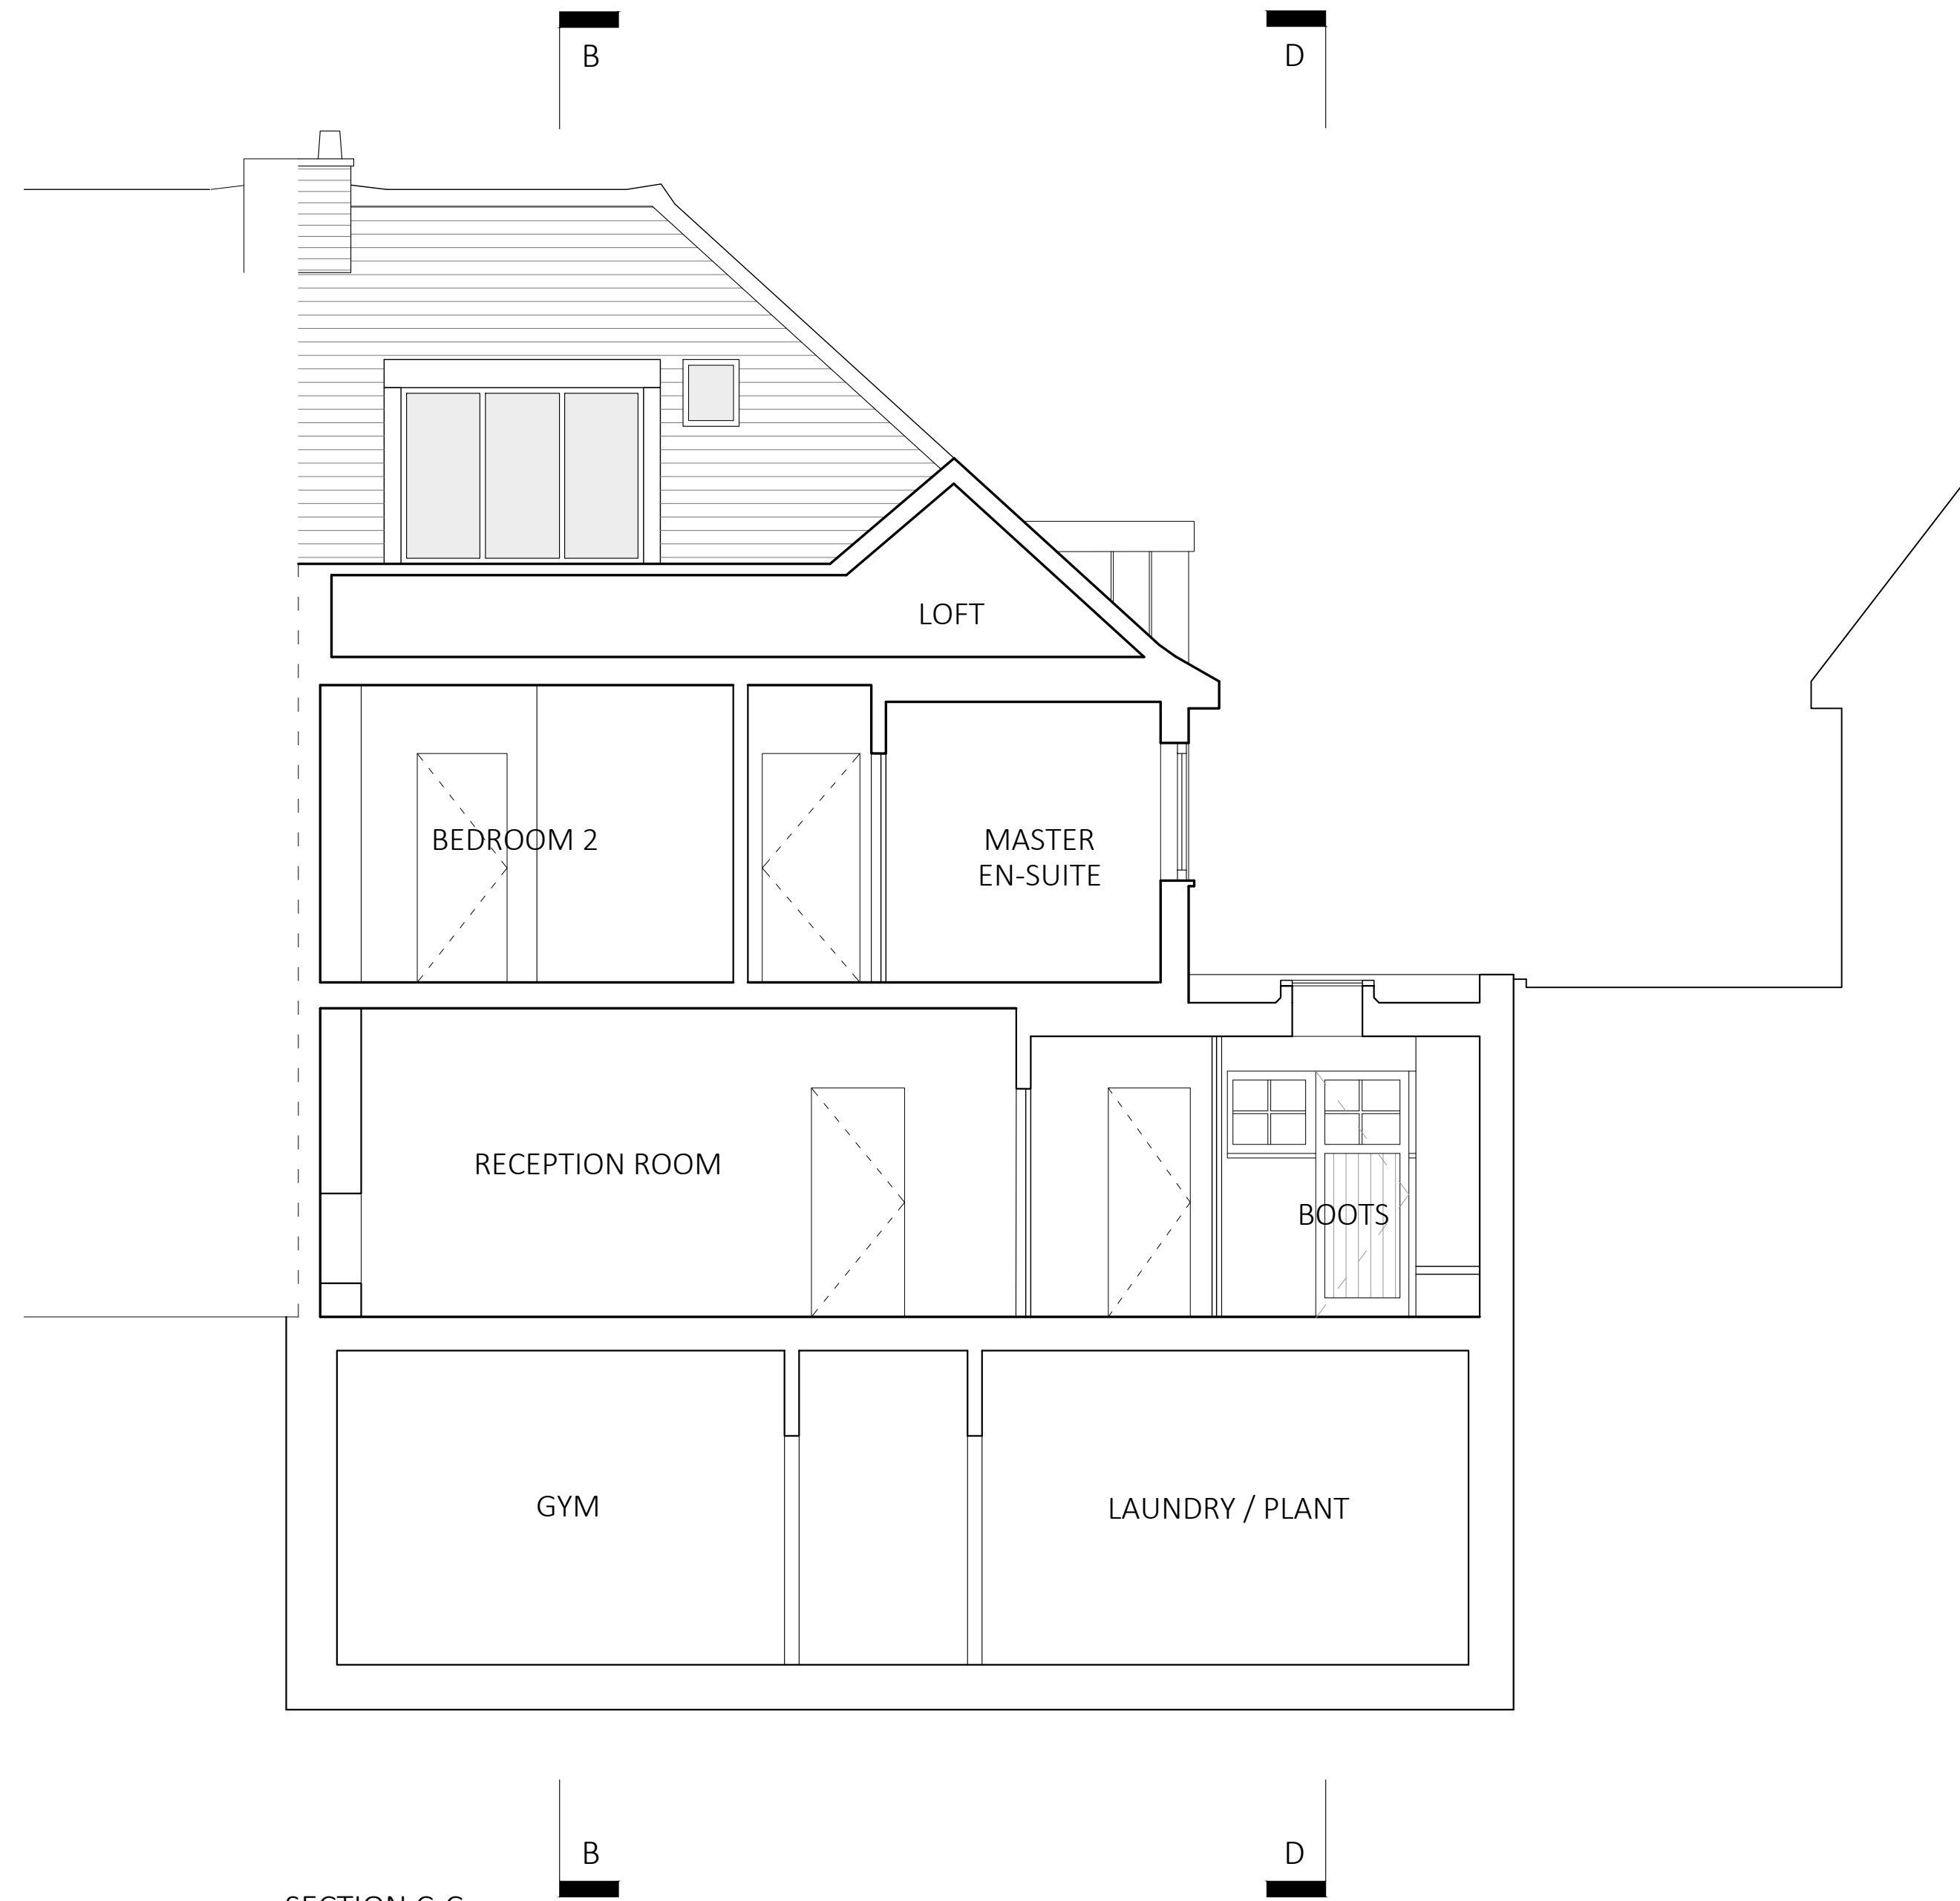 B
D
LOFT
BEDROOM 2
MASTER
EN-SUITE
RECEPTION ROOM
BOOTS
GYM
LAUNDRY / PLANT
B
D